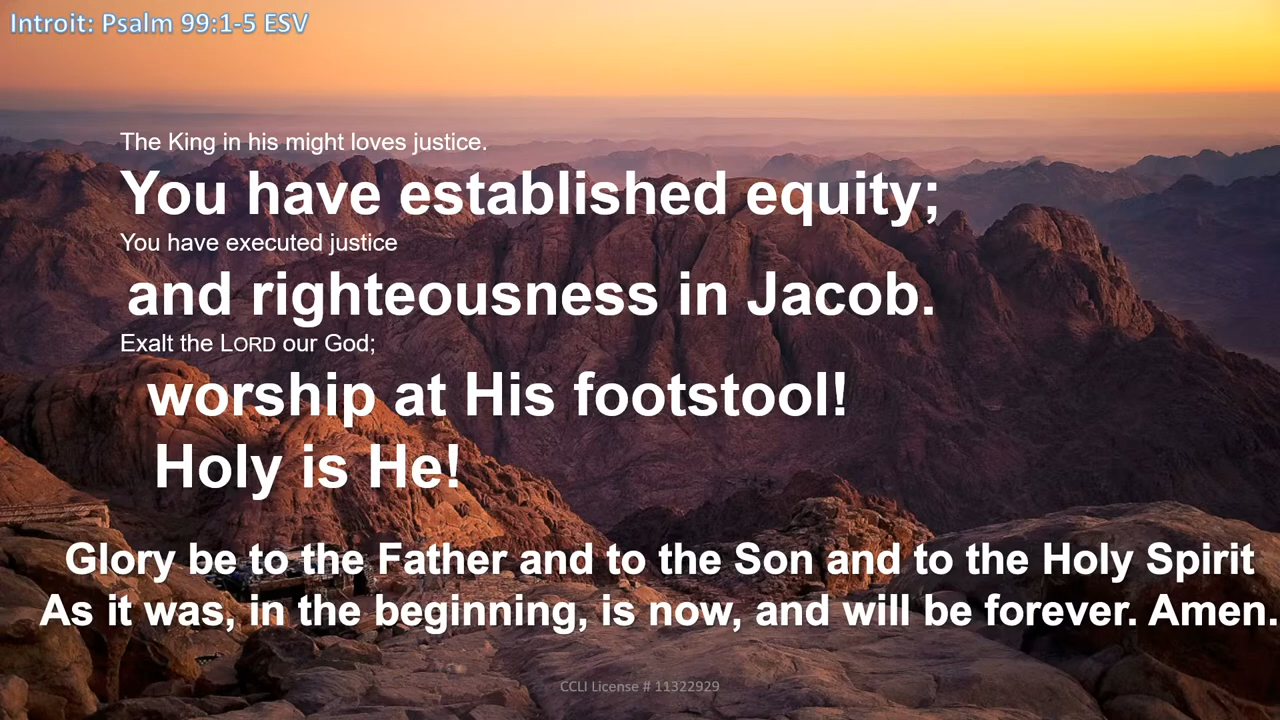 Introit: Psalm 99:1-5 ESV
The King in his might loves justice.
You have established equity;
You have executed justice
and righteousness in Jacob.
Exalt the LORD our God;
worship at His footstool!
Holy is He!
Glory be to the Father and to the Son and to the Holy Spirit
As it was, in the beginning, is now, and will be forever. Amen.
CCLI License # 11322929